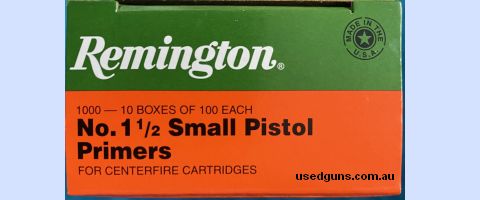 Remington®
MADE IN THE U.S.A.
1000 — 10 BOXES OF 100 EACH
No. 1 1/2 Small Pistol
Primers
FOR CENTERFIRE CARTRIDGES
usedguns.com.au